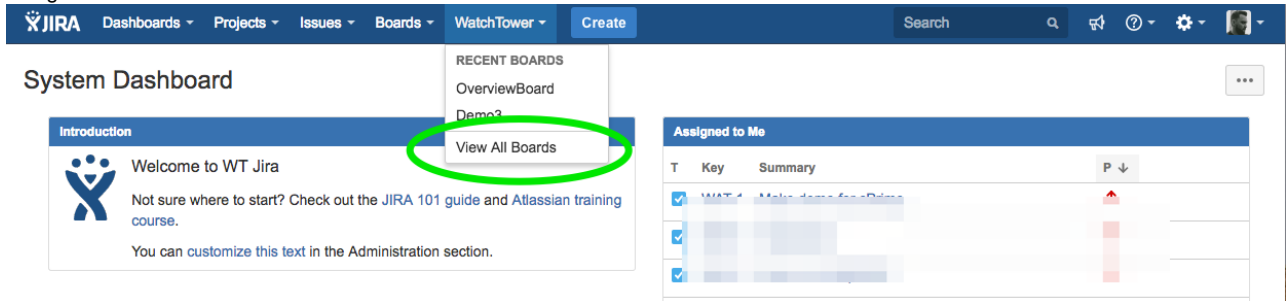 JIRA Dashboards Projects Issues Boards WatchTower Create Search
RECENT BOARDS
System Dashboard
OverviewBoard
Demo3
View All Boards
Introduction
Welcome to WT Jira
Not sure where to start? Check out the JIRA 101 guide and Atlassian training
course.
You can customize this text in the Administration section.
Assigned to Me
T Key Summary P